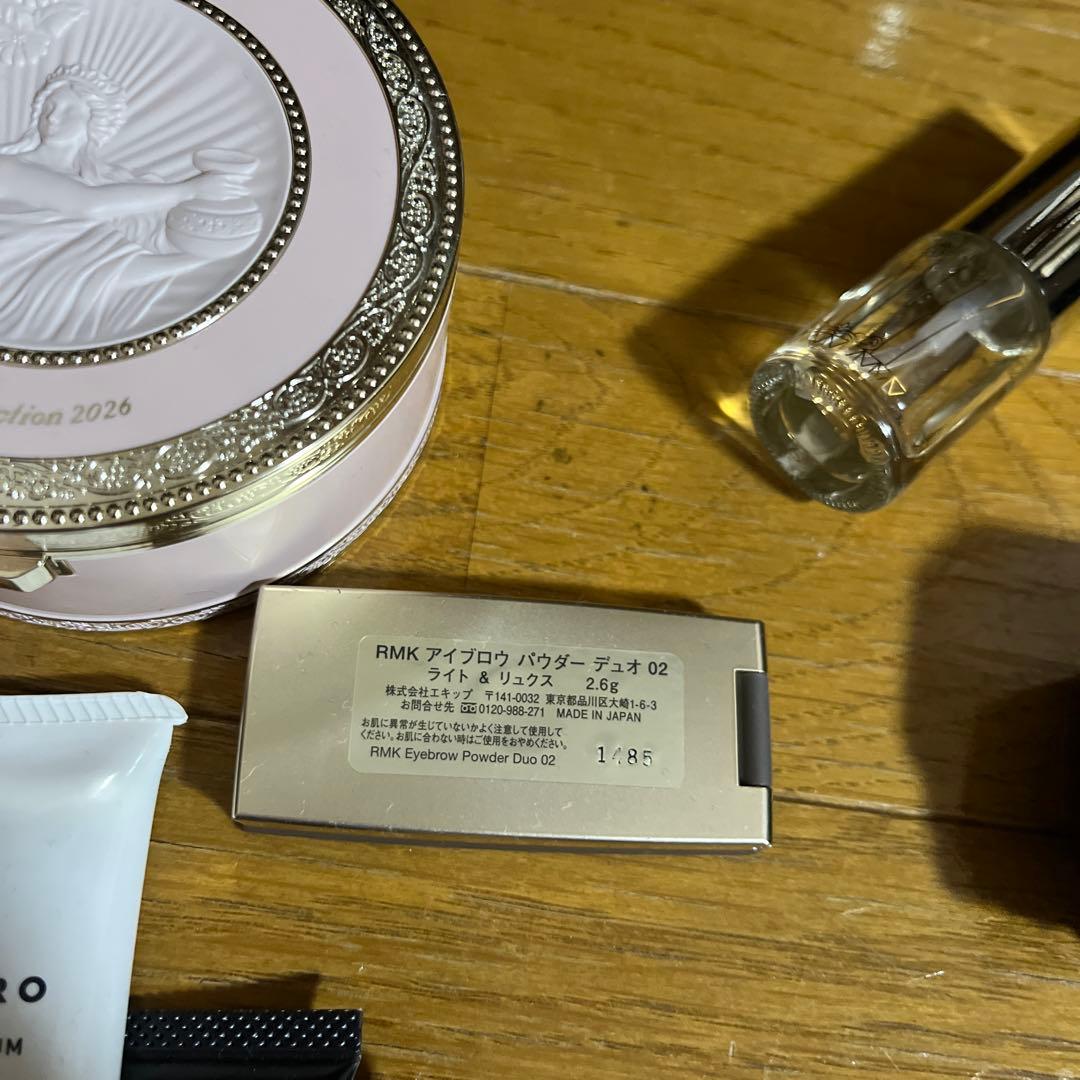 ction 2026
RMK アイブロウ パウダー デュオ 02
ライト & リュクス 2.6g
株式会社エキップ 〒141-0032 東京都品川区大崎1-6-3
お問合せ先 0120-988-271 MADE IN JAPAN
お肌に異常が生じていないかよく注意して使用して
ください。お肌に合わない時はご使用をおやめください。
RMK Eyebrow Powder Duo 02 1485
RO
UM